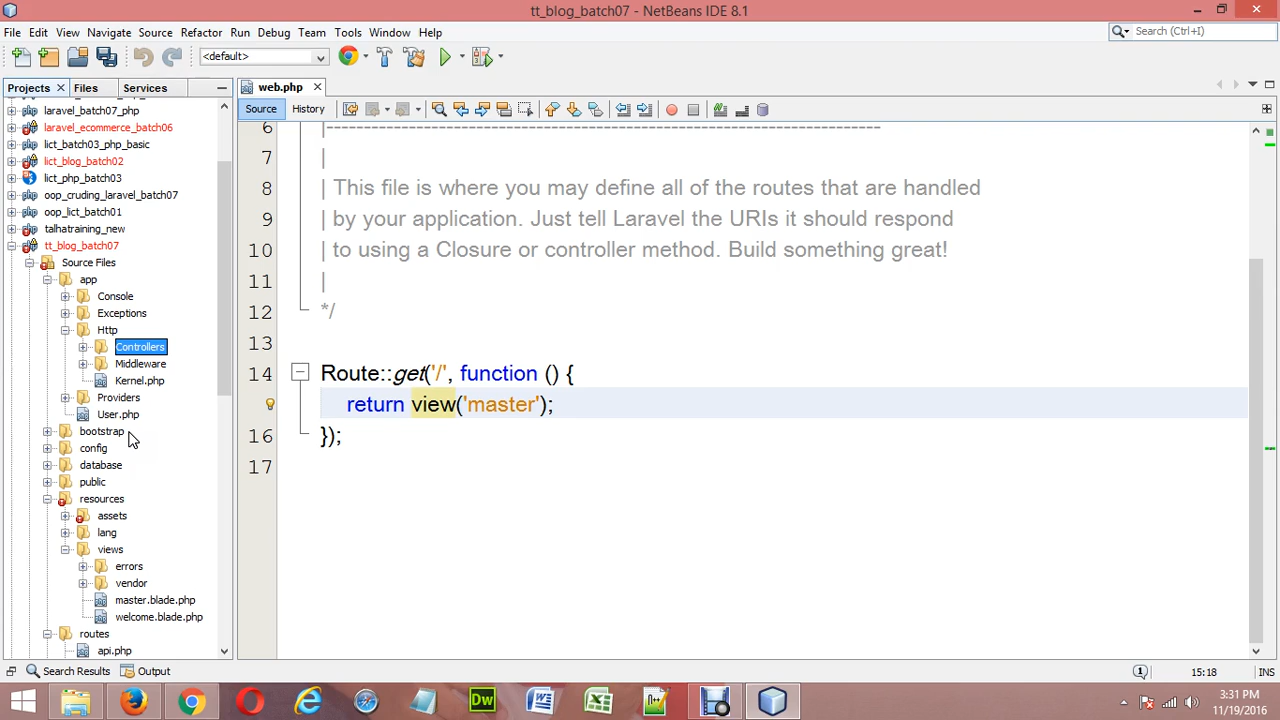 tt_blog_batch07 - NetBeans IDE 8.1
File Edit View Navigate Source Refactor Run Debug Team Tools Window Help
Search (Ctrl+I)
<default>
Projects Files Services
web.php
Source History
laravel_batch07_php
laravel_ecommerce_batch06
lict_batch03_php_basic
lict_blog_batch02
lict_php_batch03
oop_cruding_laravel_batch07
oop_lict_batch01
talhatraining_new
tt_blog_batch07
Source Files
app
Console
Exceptions
Http
Controllers
Middleware
Kernel.php
Providers
User.php
bootstrap
config
database
public
resources
assets
lang
views
errors
vendor
master.blade.php
welcome.blade.php
routes
api.php
6 |--------------------------------------------------------------------------
7 |
8 | This file is where you may define all of the routes that are handled
9 | by your application. Just tell Laravel the URIs it should respond
10 | to using a Closure or controller method. Build something great!
11 |
12 */
13
14 Route::get('/', function () {
return view('master');
16 });
17
Search Results Output
1
15:18 INS
Dw
3:31 PM
11/19/2016